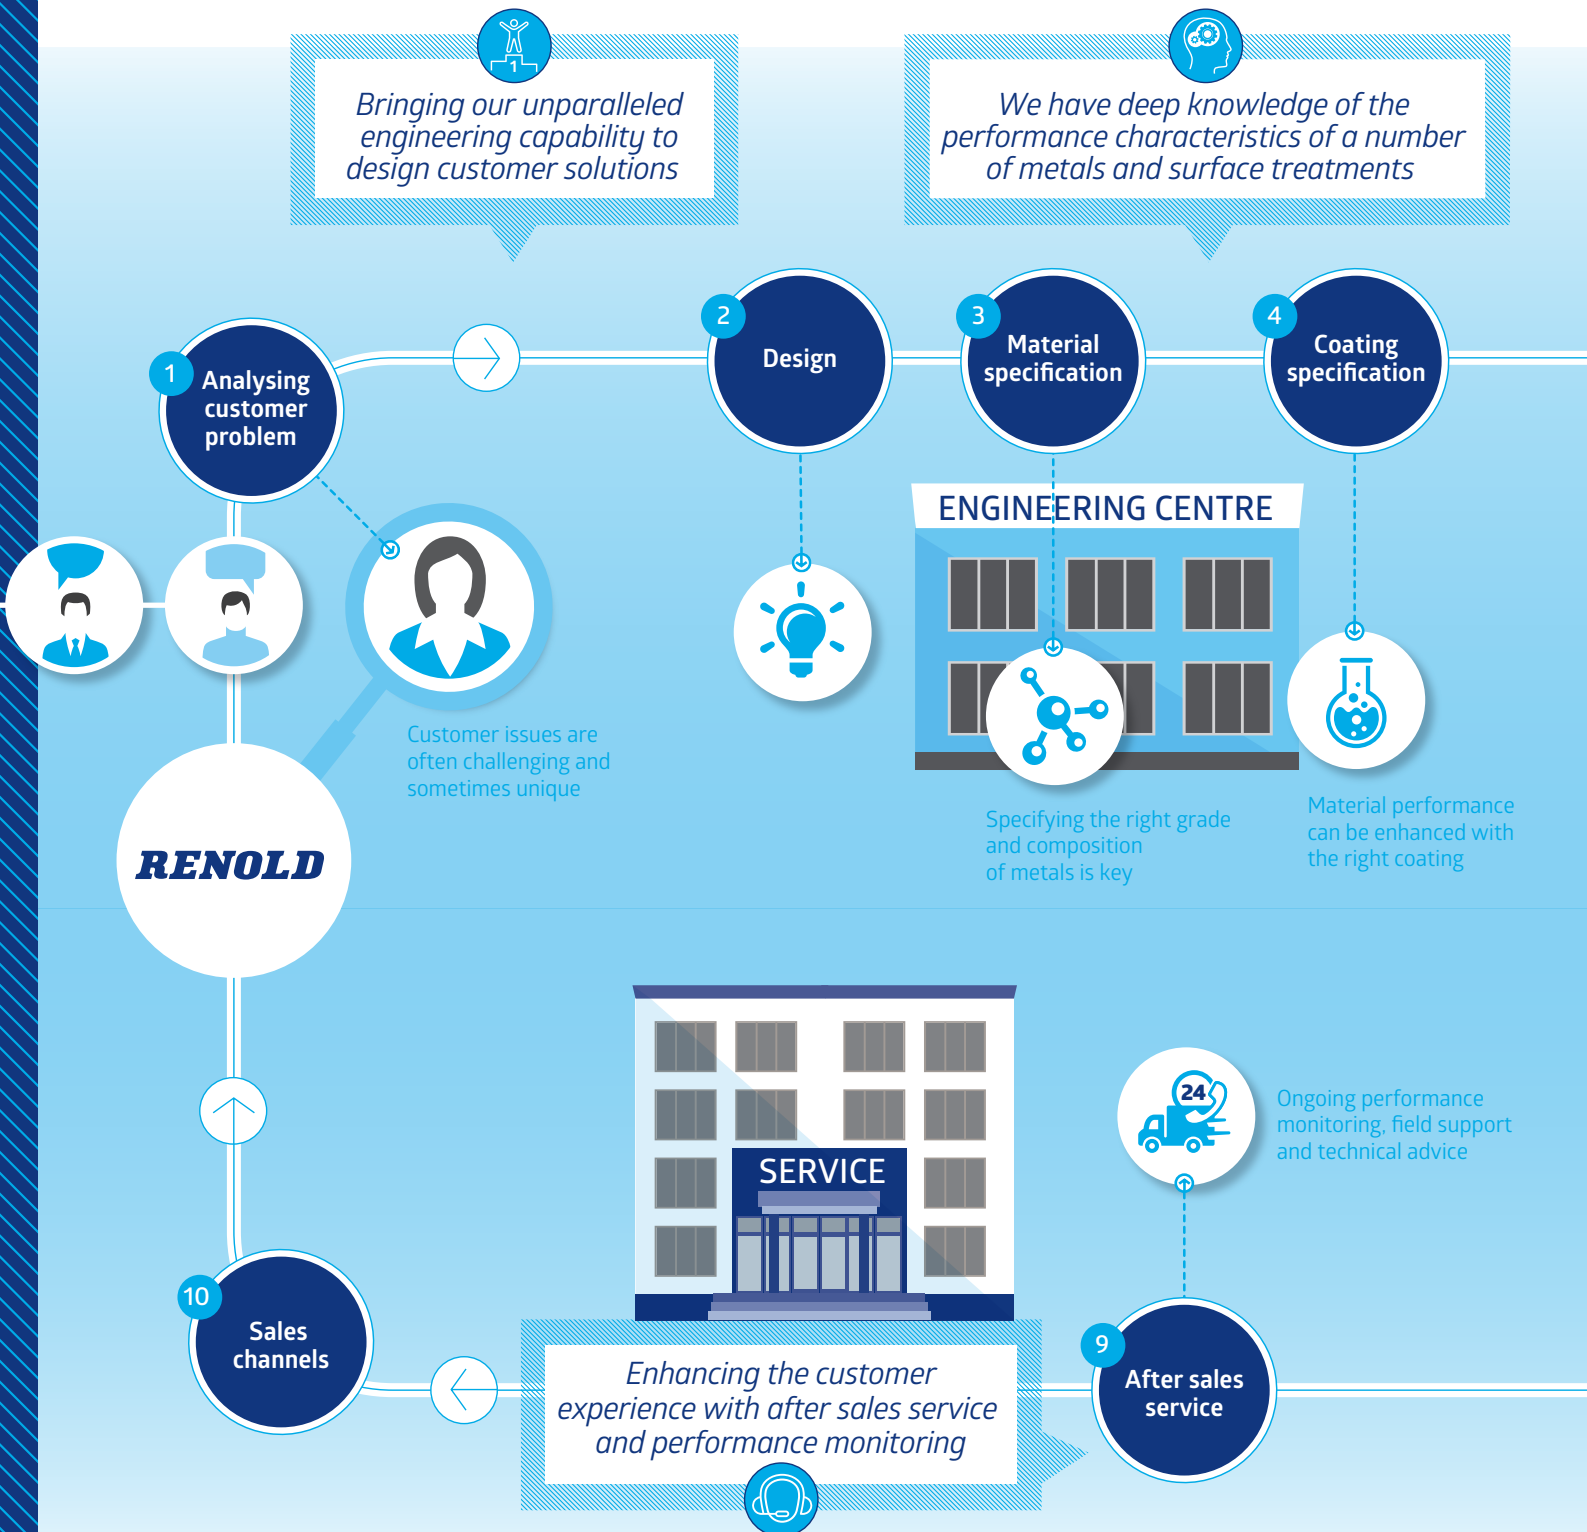 1
Bringing our unparalleled
engineering capability to
design customer solutions
We have deep knowledge of the
performance characteristics of a number
of metals and surface treatments
1
Analysing
customer
problem
2
Design
3
Material
specification
4
Coating
specification
ENGINEERING CENTRE
Customer issues are
often challenging and
sometimes unique
Specifying the right grade
and composition
of metals is key
Material performance
can be enhanced with
the right coating
RENOLD
SERVICE
24
Ongoing performance
monitoring, field support
and technical advice
10
Sales
channels
Enhancing the customer
experience with after sales service
and performance monitoring
9
After sales
service